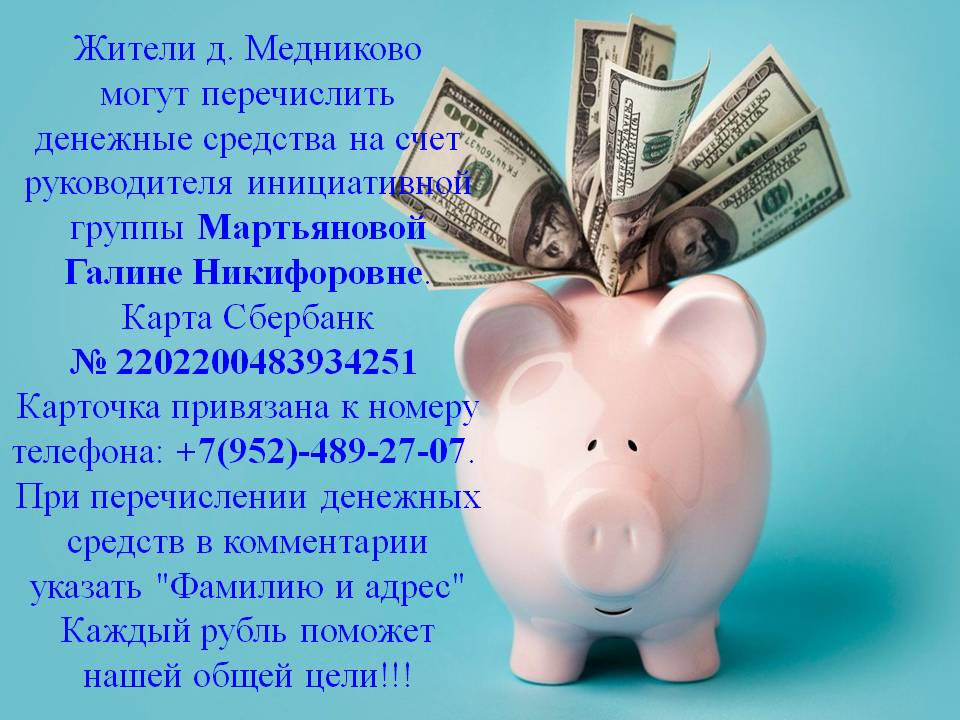 Жители д. Медниково
могут перечислить
денежные средства на счет
руководителя инициативной
группы Мартьяновой
Галине Никифоровне.
Карта Сбербанк
№ 2202200483934251
Карточка привязана к номеру
телефона: +7(952)-489-27-07.
При перечислении денежных
средств в комментарии
указать "Фамилию и адрес"
Каждый рубль поможет
нашей общей цели!!!
100
100